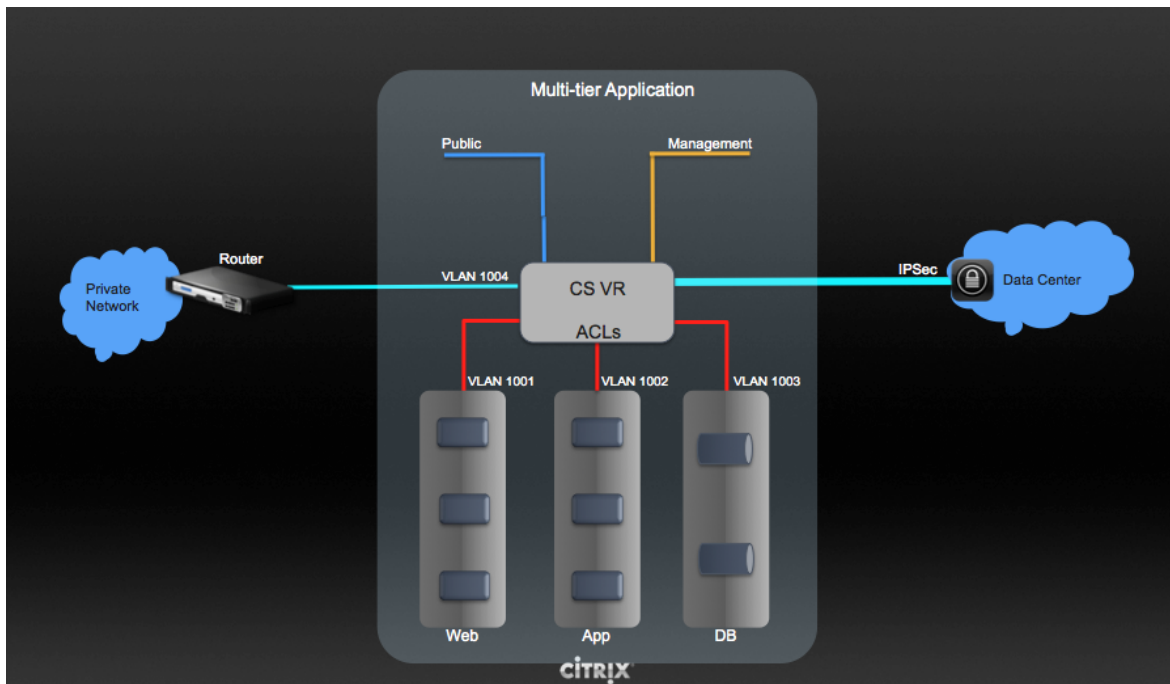 Multi-tier Application
Public
Management
Router
VLAN 1004
IPSec
Private
Network
CS VR
Data Center
ACLs
VLAN 1001
VLAN 1002
VLAN 1003
Web
App
DB
CiTRIX